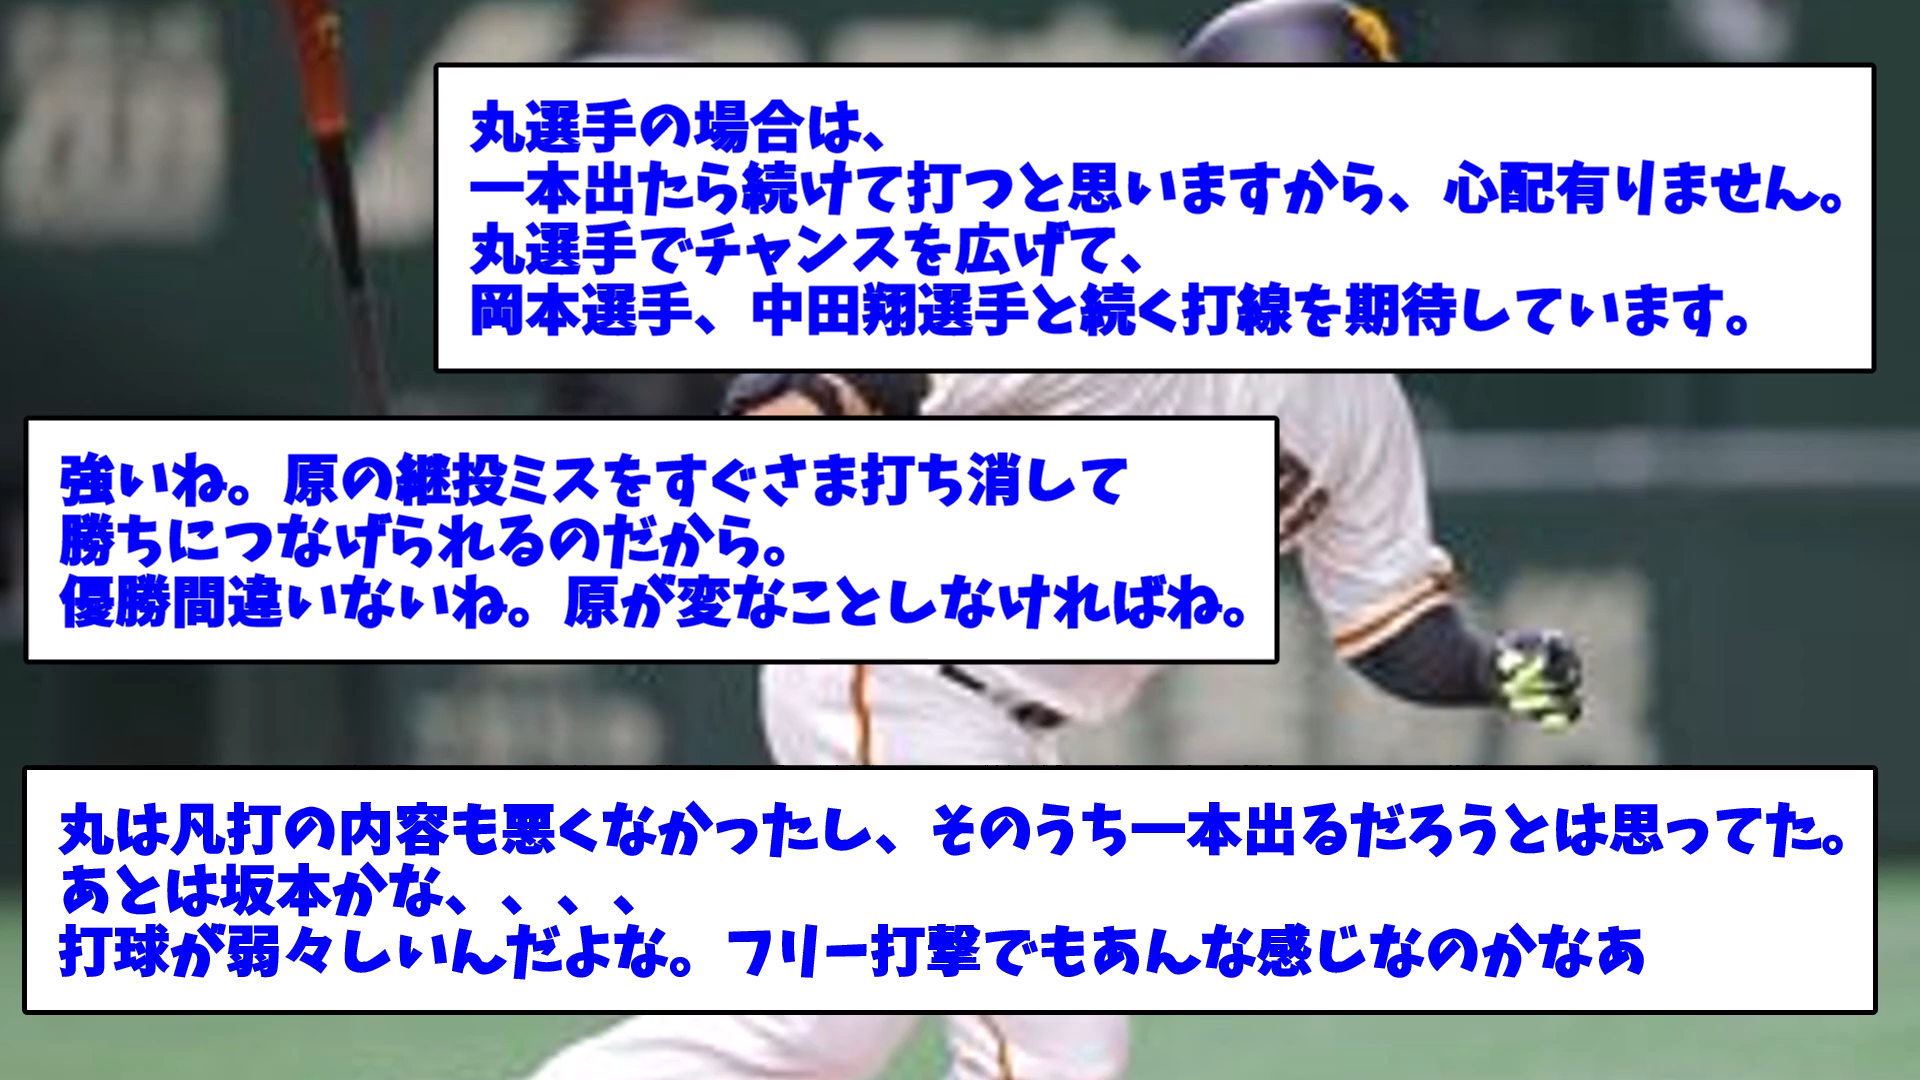 丸選手の場合は、
一本出たら続けて打つと思いますから、心配有りません。
丸選手でチャンスを広げて、
岡本選手、中田翔選手と続く打線を期待しています。
強いね。原の継投ミスをすぐさま打ち消して
勝ちにつなげられるのだから。
優勝間違いないね。原が変なことしなければね。
丸は凡打の内容も悪くなかったし、そのうち一本出るだろうとは思ってた。
あとは坂本かな、、、、
打球が弱々しいんだよな。フリー打撃でもあんな感じなのかなあ